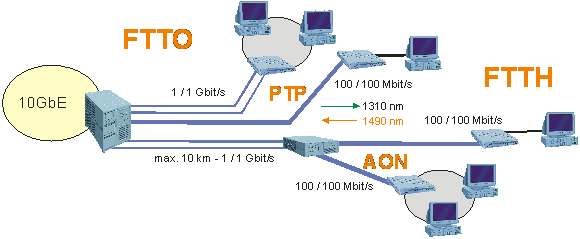 FTTO
10GbE
1 / 1 Gbit/s
PTP
100 / 100 Mbit/s
FTTH
1310 nm
1490 nm
100 / 100 Mbit/s
max. 10 km - 1 / 1 Gbit/s
AON
100 / 100 Mbit/s